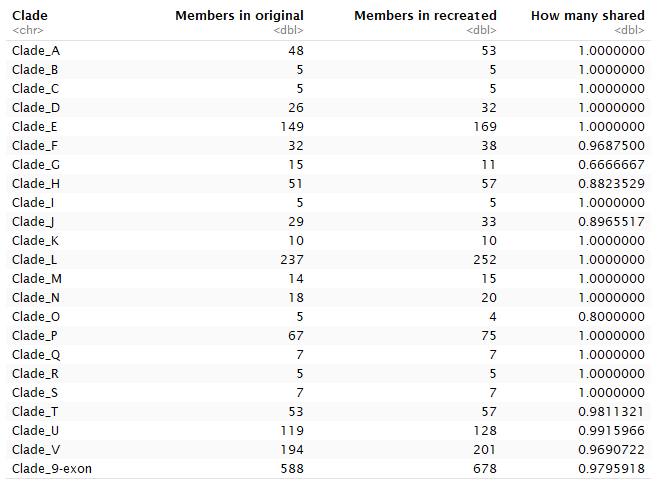 Clade Members in original Members in recreated How many shared
<chr> <dbl> <dbl> <dbl>
Clade_A 48 53 1.0000000
Clade_B 5 5 1.0000000
Clade_C 5 5 1.0000000
Clade_D 26 32 1.0000000
Clade_E 149 169 1.0000000
Clade_F 32 38 0.9687500
Clade_G 15 11 0.6666667
Clade_H 51 57 0.8823529
Clade_I 5 5 1.0000000
Clade_J 29 33 0.8965517
Clade_K 10 10 1.0000000
Clade_L 237 252 1.0000000
Clade_M 14 15 1.0000000
Clade_N 18 20 1.0000000
Clade_O 5 4 0.8000000
Clade_P 67 75 1.0000000
Clade_Q 7 7 1.0000000
Clade_R 5 5 1.0000000
Clade_S 7 7 1.0000000
Clade_T 53 57 0.9811321
Clade_U 119 128 0.9915966
Clade_V 194 201 0.9690722
Clade_9-exon 588 678 0.9795918